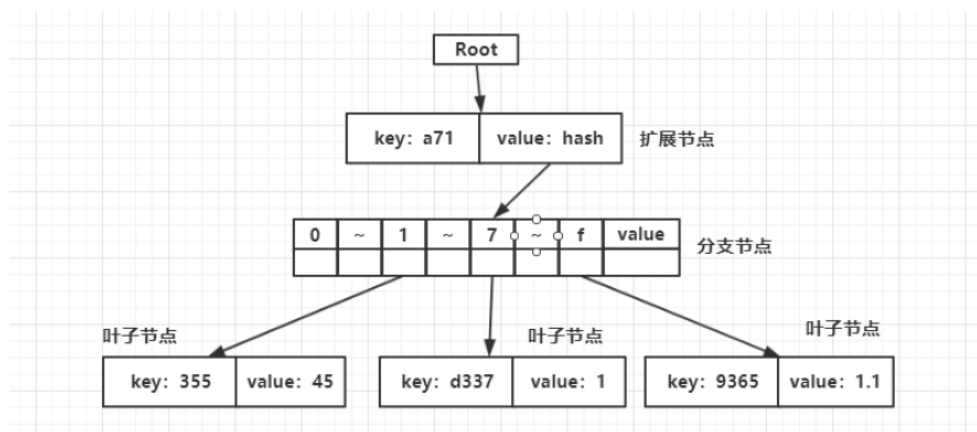 Root
key: a71 value: hash 扩展节点
0 ~ 1 ~ 7 ~ f value 分支节点
叶子节点 叶子节点 叶子节点
key: 355 value: 45 key: d337 value: 1 key: 9365 value: 1.1